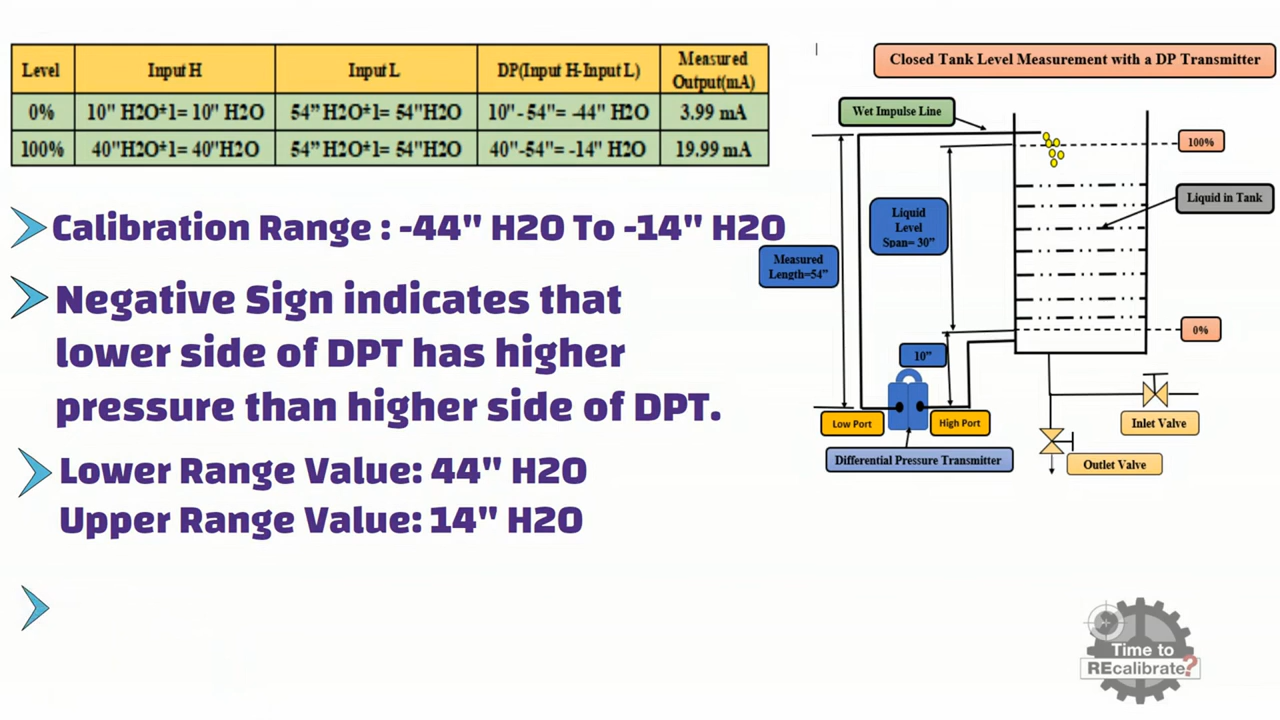 Level Input H Input L DP(Input H-Input L) Measured Output(mA)
0% 10" H2O*1= 10" H2O 54” H2O*1= 54"H2O 10"- 54"= -44" H2O 3.99 mA
100% 40"H2O*1= 40"H2O 54” H2O*1= 54"H2O 40"-54"= -14" H2O 19.99 mA
Calibration Range : -44" H2O To -14" H2O
Negative Sign indicates that
lower side of DPT has higher
pressure than higher side of DPT.
Lower Range Value: 44" H2O
Upper Range Value: 14" H2O
Closed Tank Level Measurement with a DP Transmitter
Wet Impulse Line
100%
Liquid in Tank
Liquid
Level
Span= 30”
Measured
Length=54”
0%
10”
Low Port
High Port
Inlet Valve
Differential Pressure Transmitter
Outlet Valve
Time to
REcalibrate?